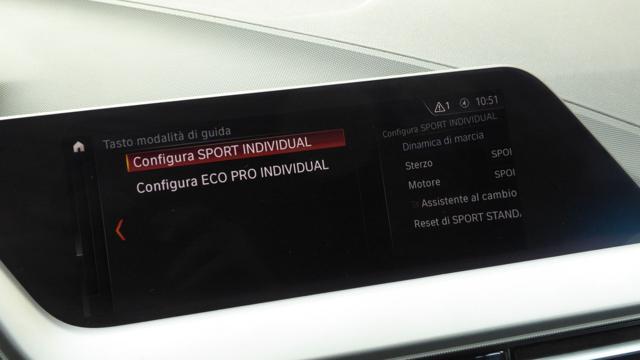 1 10:51
Tasto modalità di guida
Configura SPORT INDIVIDUAL
Configura ECO PRO INDIVIDUAL
Configura SPORT INDIVIDUAL
Dinamica di marcia
Sterzo SPOI
Motore SPOI
Assistente al cambio
Reset di SPORT STAND